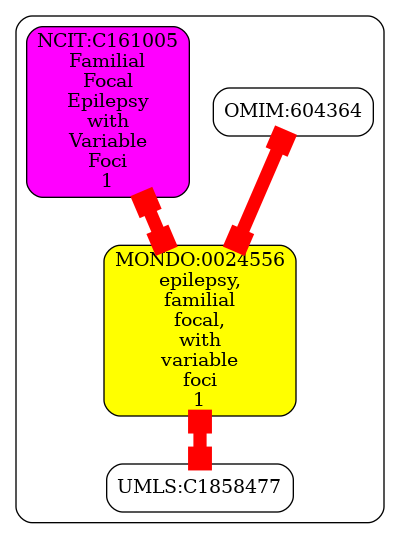 NCIT:C161005
Familial
Focal
Epilepsy
with
Variable
Foci
1
OMIM:604364
MONDO:0024556
epilepsy,
familial
focal,
with
variable
foci
1
UMLS:C1858477